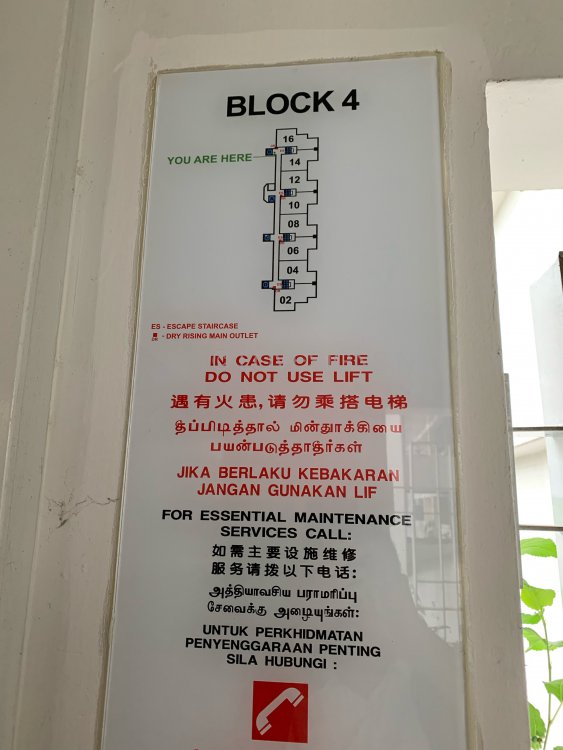 BLOCK 4
16
YOU ARE HERE
14
12
10
08
06
04
02
ES - ESCAPE STAIRCASE
- DRY RISING MAIN OUTLET
IN CASE OF FIRE
DO NOT USE LIFT
遇有火患,请勿乘搭电梯
தீப்பிடித்தால் மின்தூக்கியை
பயன்படுத்தாதீர்கள்
JIKA BERLAKU KEBAKARAN
JANGAN GUNAKAN LIF
FOR ESSENTIAL MAINTENANCE
SERVICES CALL:
如需主要设施维修
服务请拨以下电话:
அத்தியாவசிய பராமரிப்பு
சேவைக்கு அழையுங்கள்:
UNTUK PERKHIDMATAN
PENYENGGARAAN PENTING
SILA HUBUNGI :